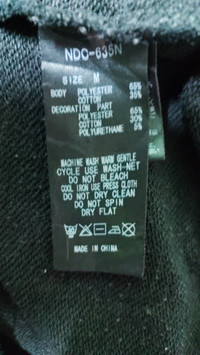 NDC-635N
SIZE M
BODY POLYESTER 65%
COTTON 35%
DECORATION PART
POLYESTER 65%
COTTON 30%
POLYURETHANE 5%
MACHINE WASH WARM GENTLE
CYCLE USE WASH-NET
DO NOT BLEACH
COOL IRON USE PRESS CLOTH
DO NOT DRY CLEAN
DO NOT SPIN
DRY FLAT
MADE IN CHINA